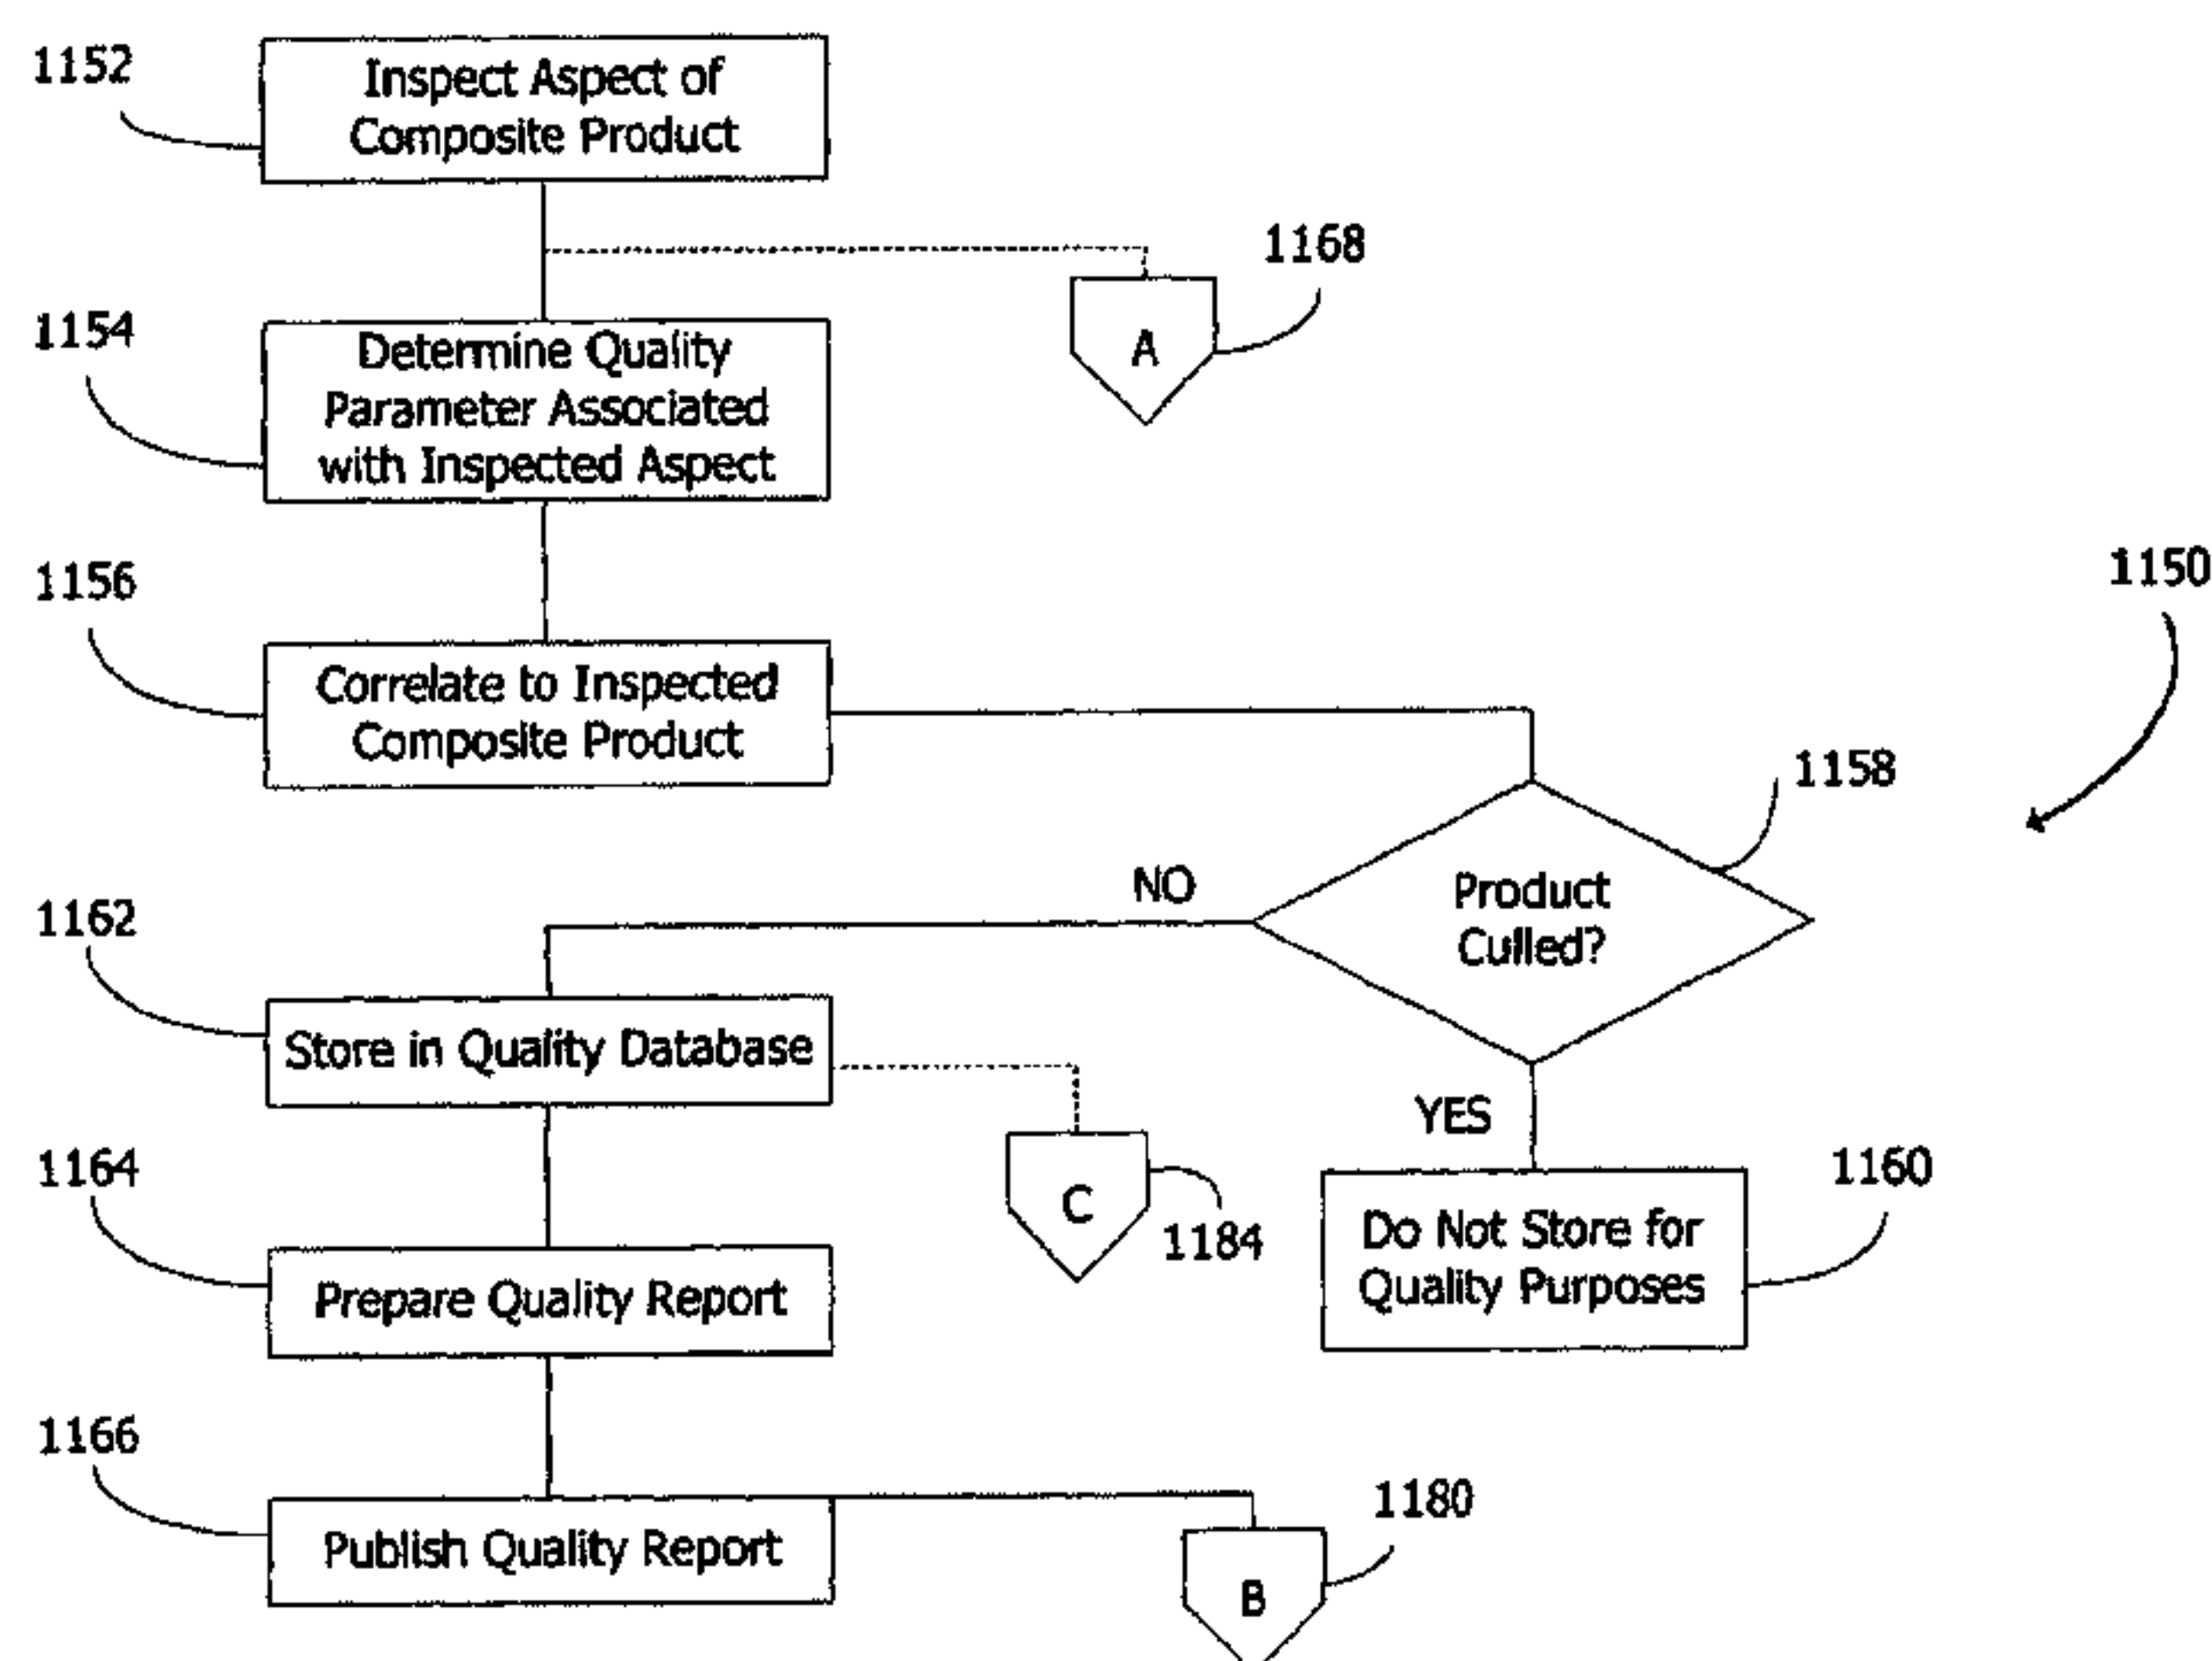 1152
Inspect Aspect of
Composite Product
1168
A
1154
Determine Quality
Parameter Associated
with Inspected Aspect
1156
Correlate to Inspected
Composite Product
1150
1158
Product
Culled?
NO
YES
1162
Store in Quality Database
C
1184
1160
Do Not Store for
Quality Purposes
1164
Prepare Quality Report
1166
Publish Quality Report
1180
B